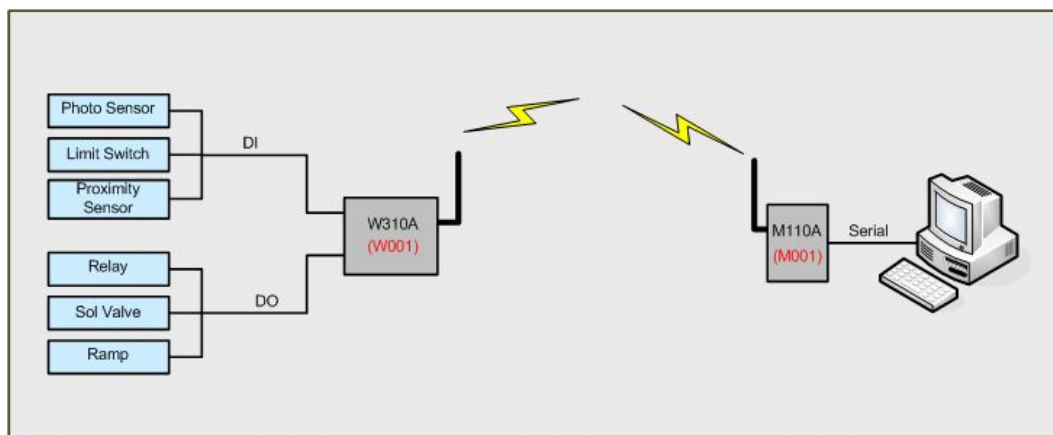 Photo Sensor
Limit Switch
Proximity
Sensor
DI
Relay
Sol Valve
Ramp
DO
W310A
(W001)
M110A
(M001)
Serial